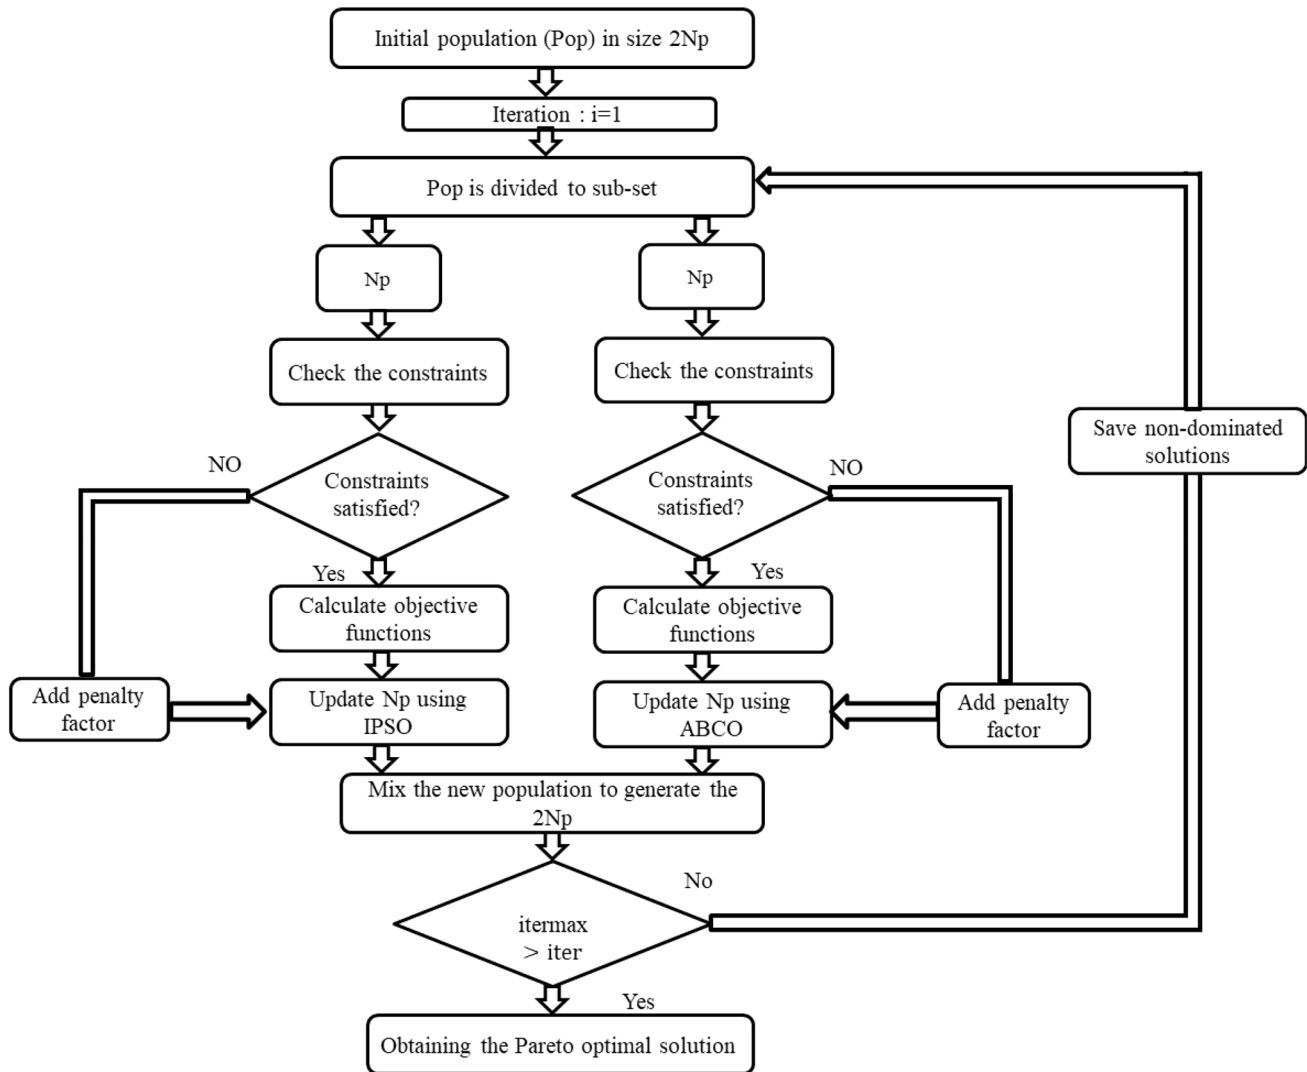 Initial population (Pop) in size 2Np
Iteration : i=1
Pop is divided to sub-set
Np
Np
Check the constraints
Check the constraints
Save non-dominated
solutions
NO
Constraints
satisfied?
Constraints
satisfied?
NO
Yes
Yes
Calculate objective
functions
Calculate objective
functions
Add penalty
factor
Update Np using
IPSO
Update Np using
ABCO
Add penalty
factor
Mix the new population to generate the
2Np
No
itermax
> iter
Yes
Obtaining the Pareto optimal solution